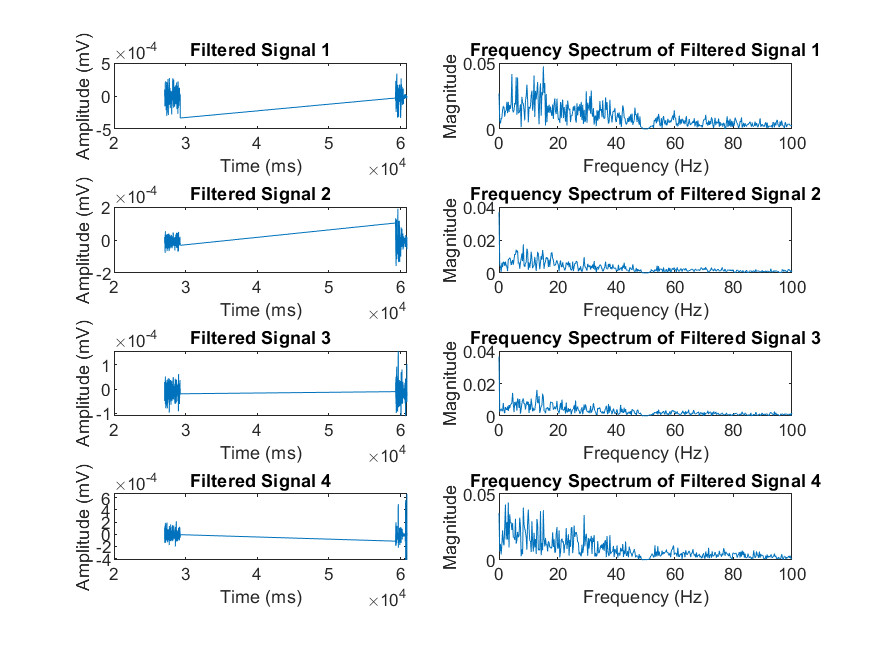 Filtered Signal 1
×10-4
Amplitude (mV)
5
0
-5
2 3 4 5 6
Time (ms)
×104
Frequency Spectrum of Filtered Signal 1
Magnitude
0.05
0
0 20 40 60 80 100
Frequency (Hz)
Filtered Signal 2
×10-4
Amplitude (mV)
2
0
-2
2 3 4 5 6
Time (ms)
×104
Frequency Spectrum of Filtered Signal 2
Magnitude
0.04
0.02
0
0 20 40 60 80 100
Frequency (Hz)
Filtered Signal 3
×10-4
Amplitude (mV)
1
0
-1
2 3 4 5 6
Time (ms)
×104
Frequency Spectrum of Filtered Signal 3
Magnitude
0.04
0.02
0
0 20 40 60 80 100
Frequency (Hz)
Filtered Signal 4
×10-4
Amplitude (mV)
6
4
2
0
-2
-4
2 3 4 5 6
Time (ms)
×104
Frequency Spectrum of Filtered Signal 4
Magnitude
0.05
0
0 20 40 60 80 100
Frequency (Hz)